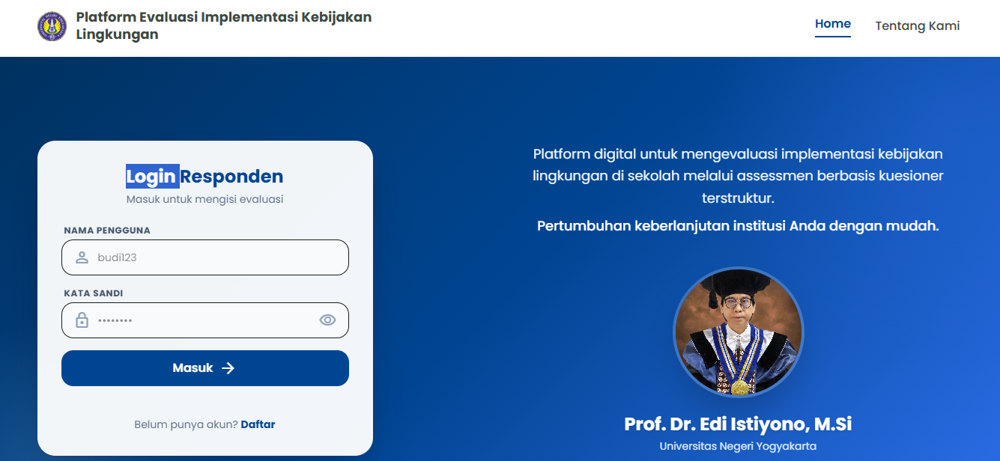 Platform Evaluasi Implementasi Kebijakan
Lingkungan
Home
Tentang Kami
Login Responden
Masuk untuk mengisi evaluasi
NAMA PENGGUNA
budi123
KATA SANDI
••••••••
Masuk →
Belum punya akun? Daftar
Platform digital untuk mengevaluasi implementasi kebijakan
lingkungan di sekolah melalui assessmen berbasis kuesioner
terstruktur.
Pertumbuhan keberlanjutan institusi Anda dengan mudah.
Prof. Dr. Edi Istiyono, M.Si
Universitas Negeri Yogyakarta